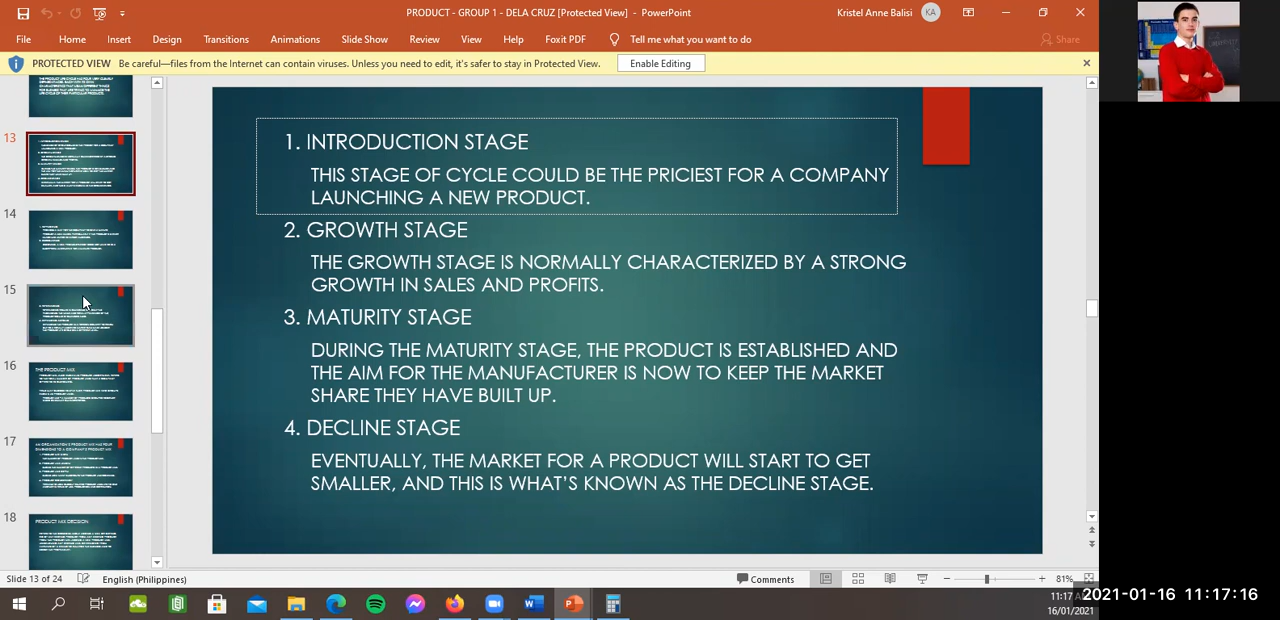 PRODUCT - GROUP 1 - DELA CRUZ [Protected View] - PowerPoint
Kristel Anne Balisi
KA
File Home Insert Design Transitions Animations Slide Show Review Help Foxit PDF Tell me what you want to do Share
PROTECTED VIEW Be careful—files from the Internet can contain viruses. Unless you need to edit, it's safer to stay in Protected View. Enable Editing
13
14
15
16
THE PRODUCT MIX
17
18
PRODUCT MIX DECISION
1. INTRODUCTION STAGE
THIS STAGE OF CYCLE COULD BE THE PRICIEST FOR A COMPANY
LAUNCHING A NEW PRODUCT.
2. GROWTH STAGE
THE GROWTH STAGE IS NORMALLY CHARACTERIZED BY A STRONG
GROWTH IN SALES AND PROFITS.
3. MATURITY STAGE
DURING THE MATURITY STAGE, THE PRODUCT IS ESTABLISHED AND
THE AIM FOR THE MANUFACTURER IS NOW TO KEEP THE MARKET
SHARE THEY HAVE BUILT UP.
4. DECLINE STAGE
EVENTUALLY, THE MARKET FOR A PRODUCT WILL START TO GET
SMALLER, AND THIS IS WHAT'S KNOWN AS THE DECLINE STAGE.
Slide 13 of 24 English (Philippines) Comments 81%
11:17
16/01/2021
2021-01-16 11:17:16